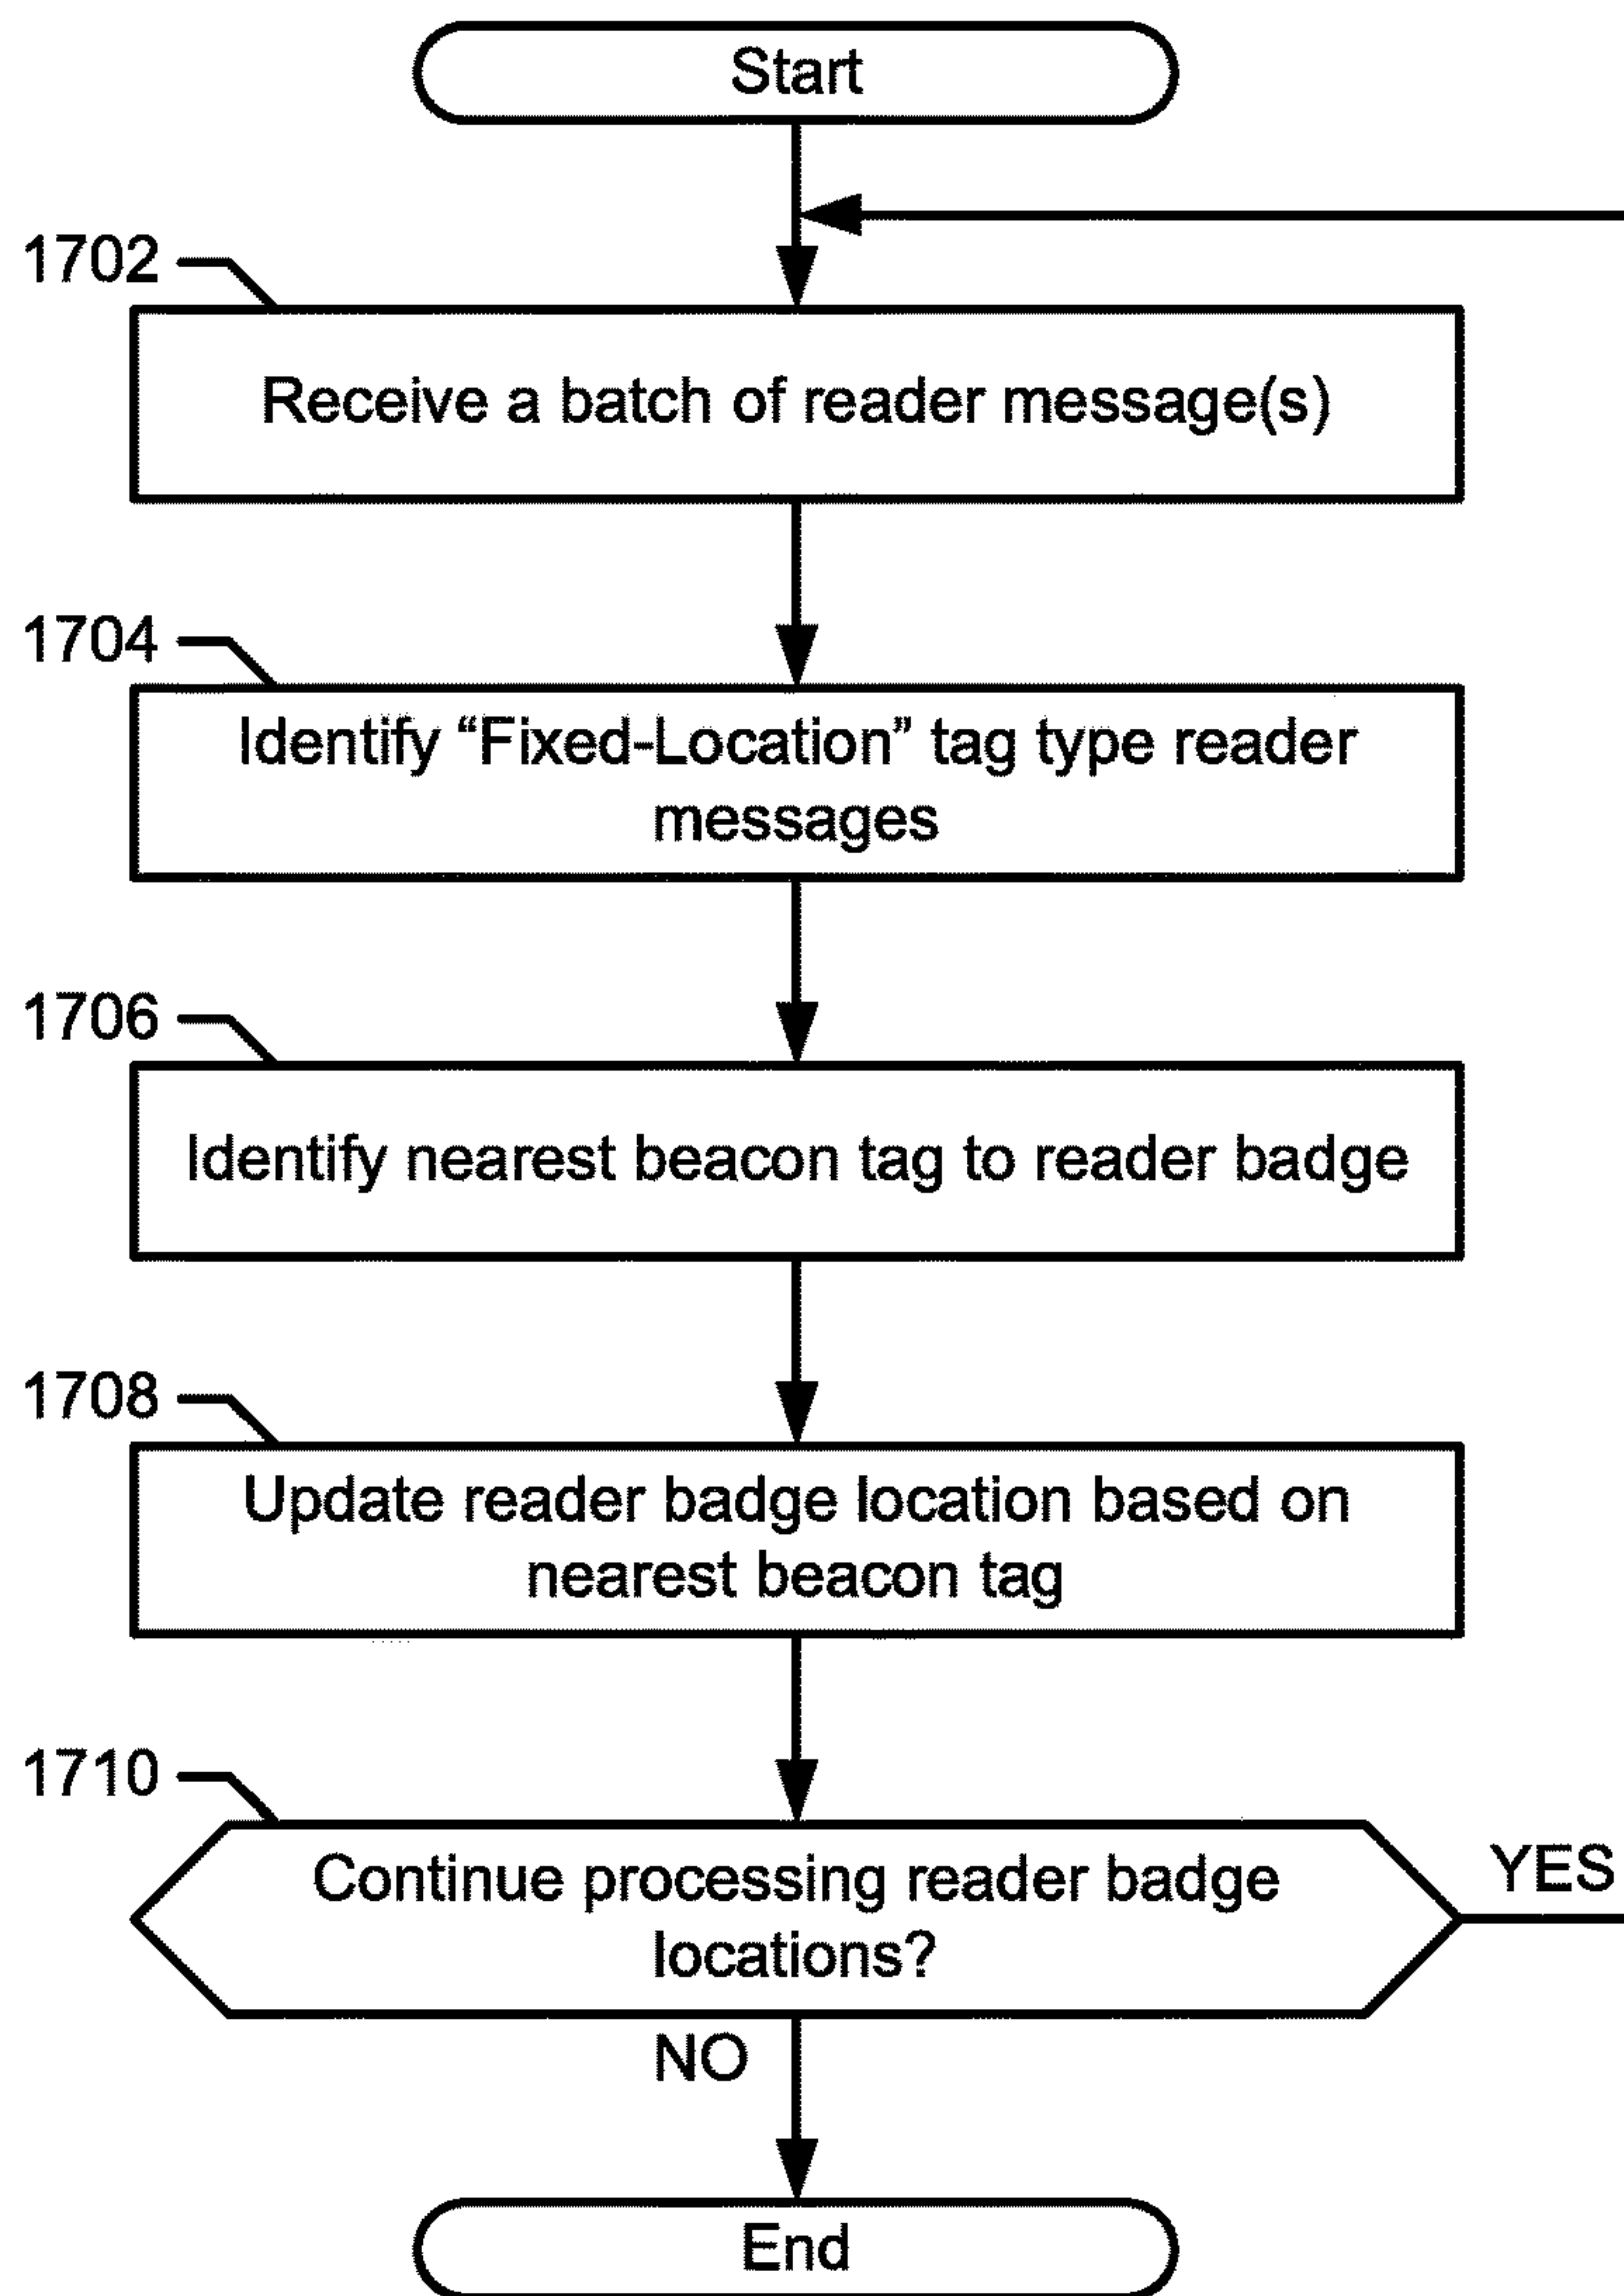 Start
1702
Receive a batch of reader message(s)
1704
Identify “Fixed-Location” tag type reader
messages
1706
Identify nearest beacon tag to reader badge
1708
Update reader badge location based on
nearest beacon tag
1710
Continue processing reader badge
locations?
YES
NO
End